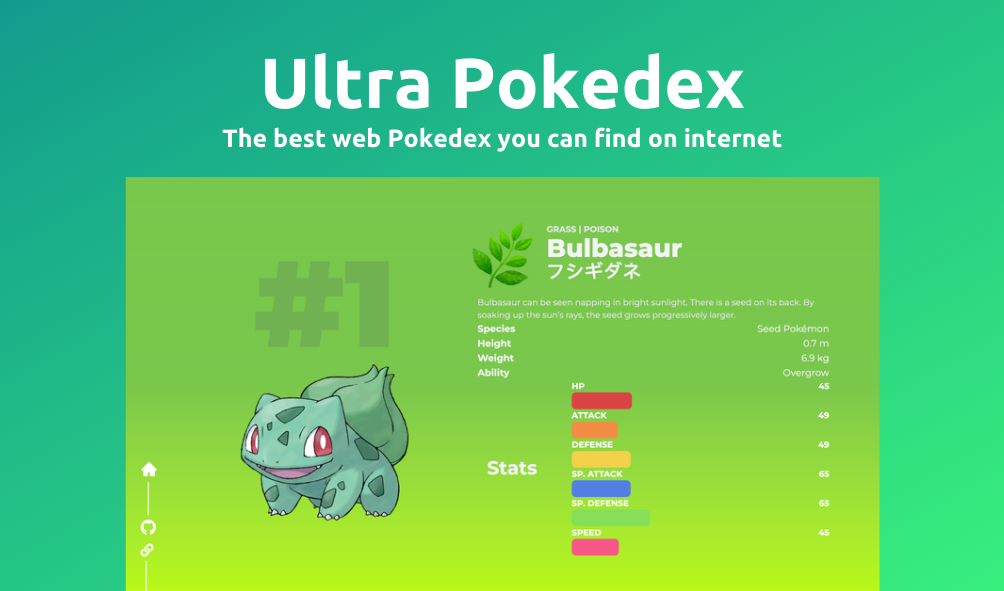 Ultra Pokedex
The best web Pokedex you can find on internet
#1
GRASS | POISON
Bulbasaur
フシギダネ
Bulbasaur can be seen napping in bright sunlight. There is a seed on its back. By
soaking up the sun's rays, the seed grows progressively larger.
Species Seed Pokémon
Height 0.7 m
Weight 6.9 kg
Ability Overgrow
Stats
HP 45
ATTACK 49
DEFENSE 49
SP. ATTACK 65
SP. DEFENSE 65
SPEED 45